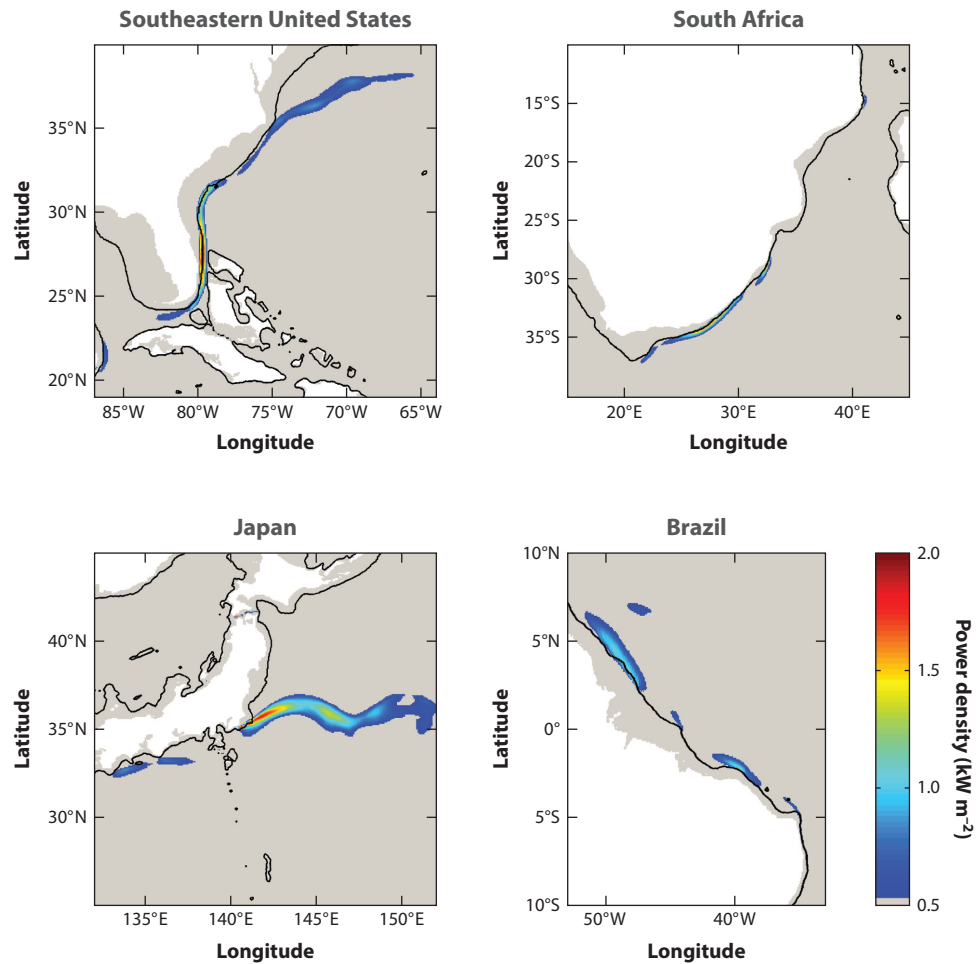 Southeastern United States
Latitude
35°N
30°N
25°N
20°N
85°W 80°W 75°W 70°W 65°W
Longitude
South Africa
Latitude
15°S
20°S
25°S
30°S
35°S
20°E 30°E 40°E
Longitude
Japan
Latitude
40°N
35°N
30°N
135°E 140°E 145°E 150°E
Longitude
Brazil
Latitude
10°N
5°N
0°
5°S
10°S
50°W 40°W
Longitude
2.0
1.5
1.0
0.5
Power density (kW m⁻²)